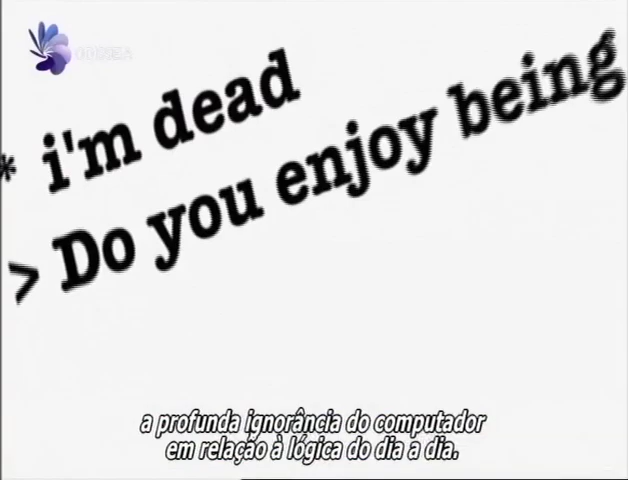 * i'm dead
> Do you enjoy being
a profunda ignorância do computador
em relação à lógica do dia a dia.